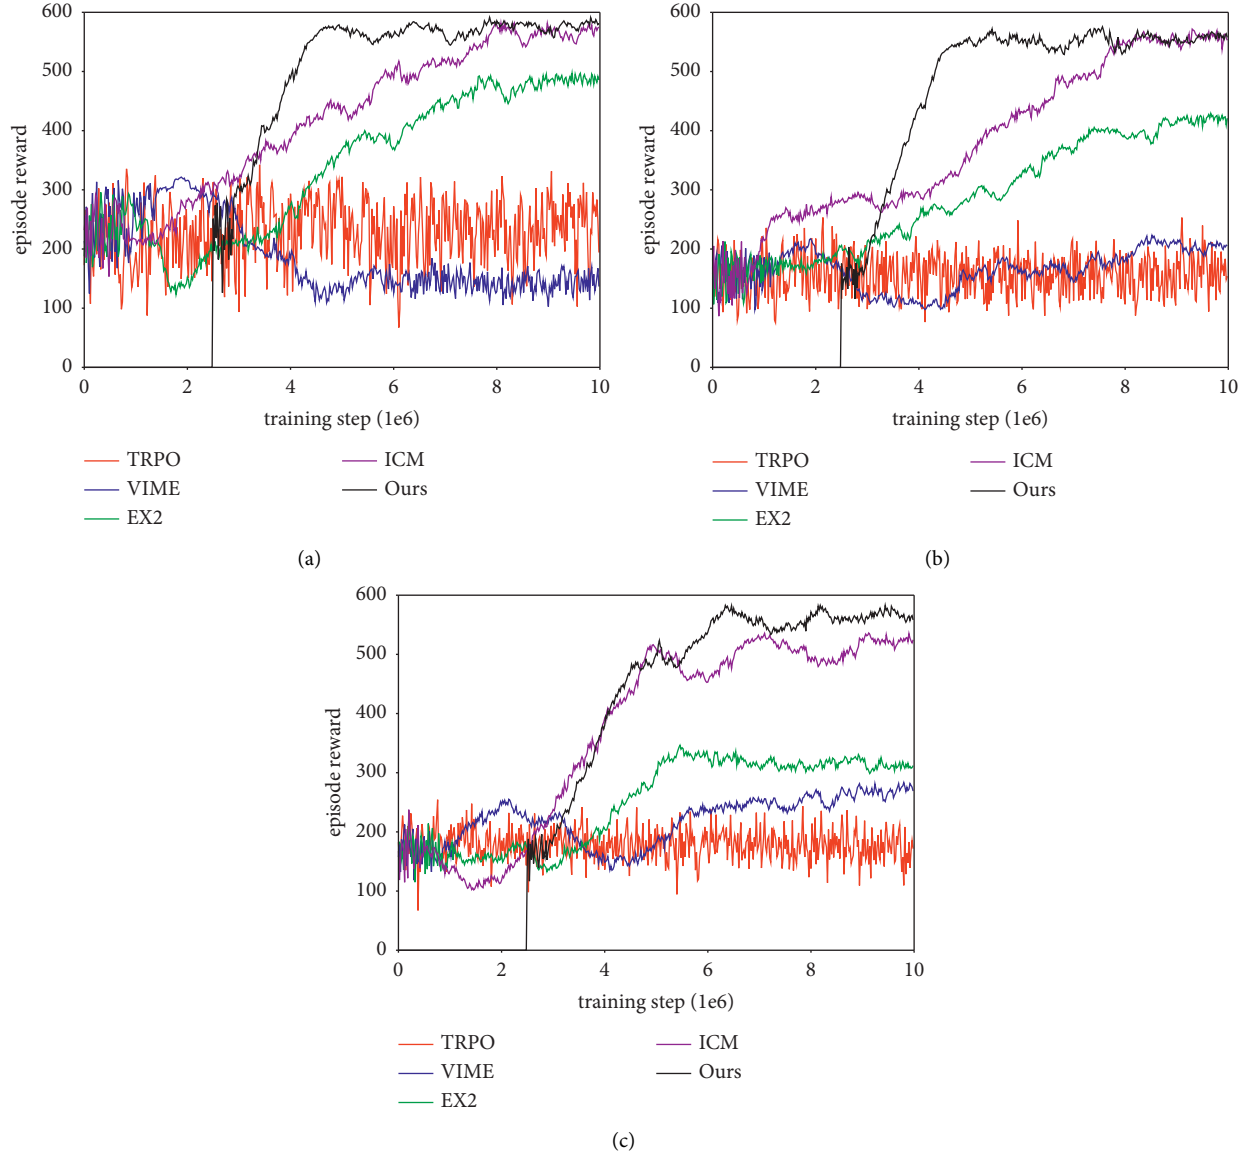 600
500
400
300
200
100
0
episode reward
0 2 4 6 8 10
training step (1e6)
TRPO ICM
VIME Ours
EX2
(a)
600
500
400
300
200
100
0
episode reward
0 2 4 6 8 10
training step (1e6)
TRPO ICM
VIME Ours
EX2
(b)
600
500
400
300
200
100
0
episode reward
0 2 4 6 8 10
training step (1e6)
TRPO ICM
VIME Ours
EX2
(c)